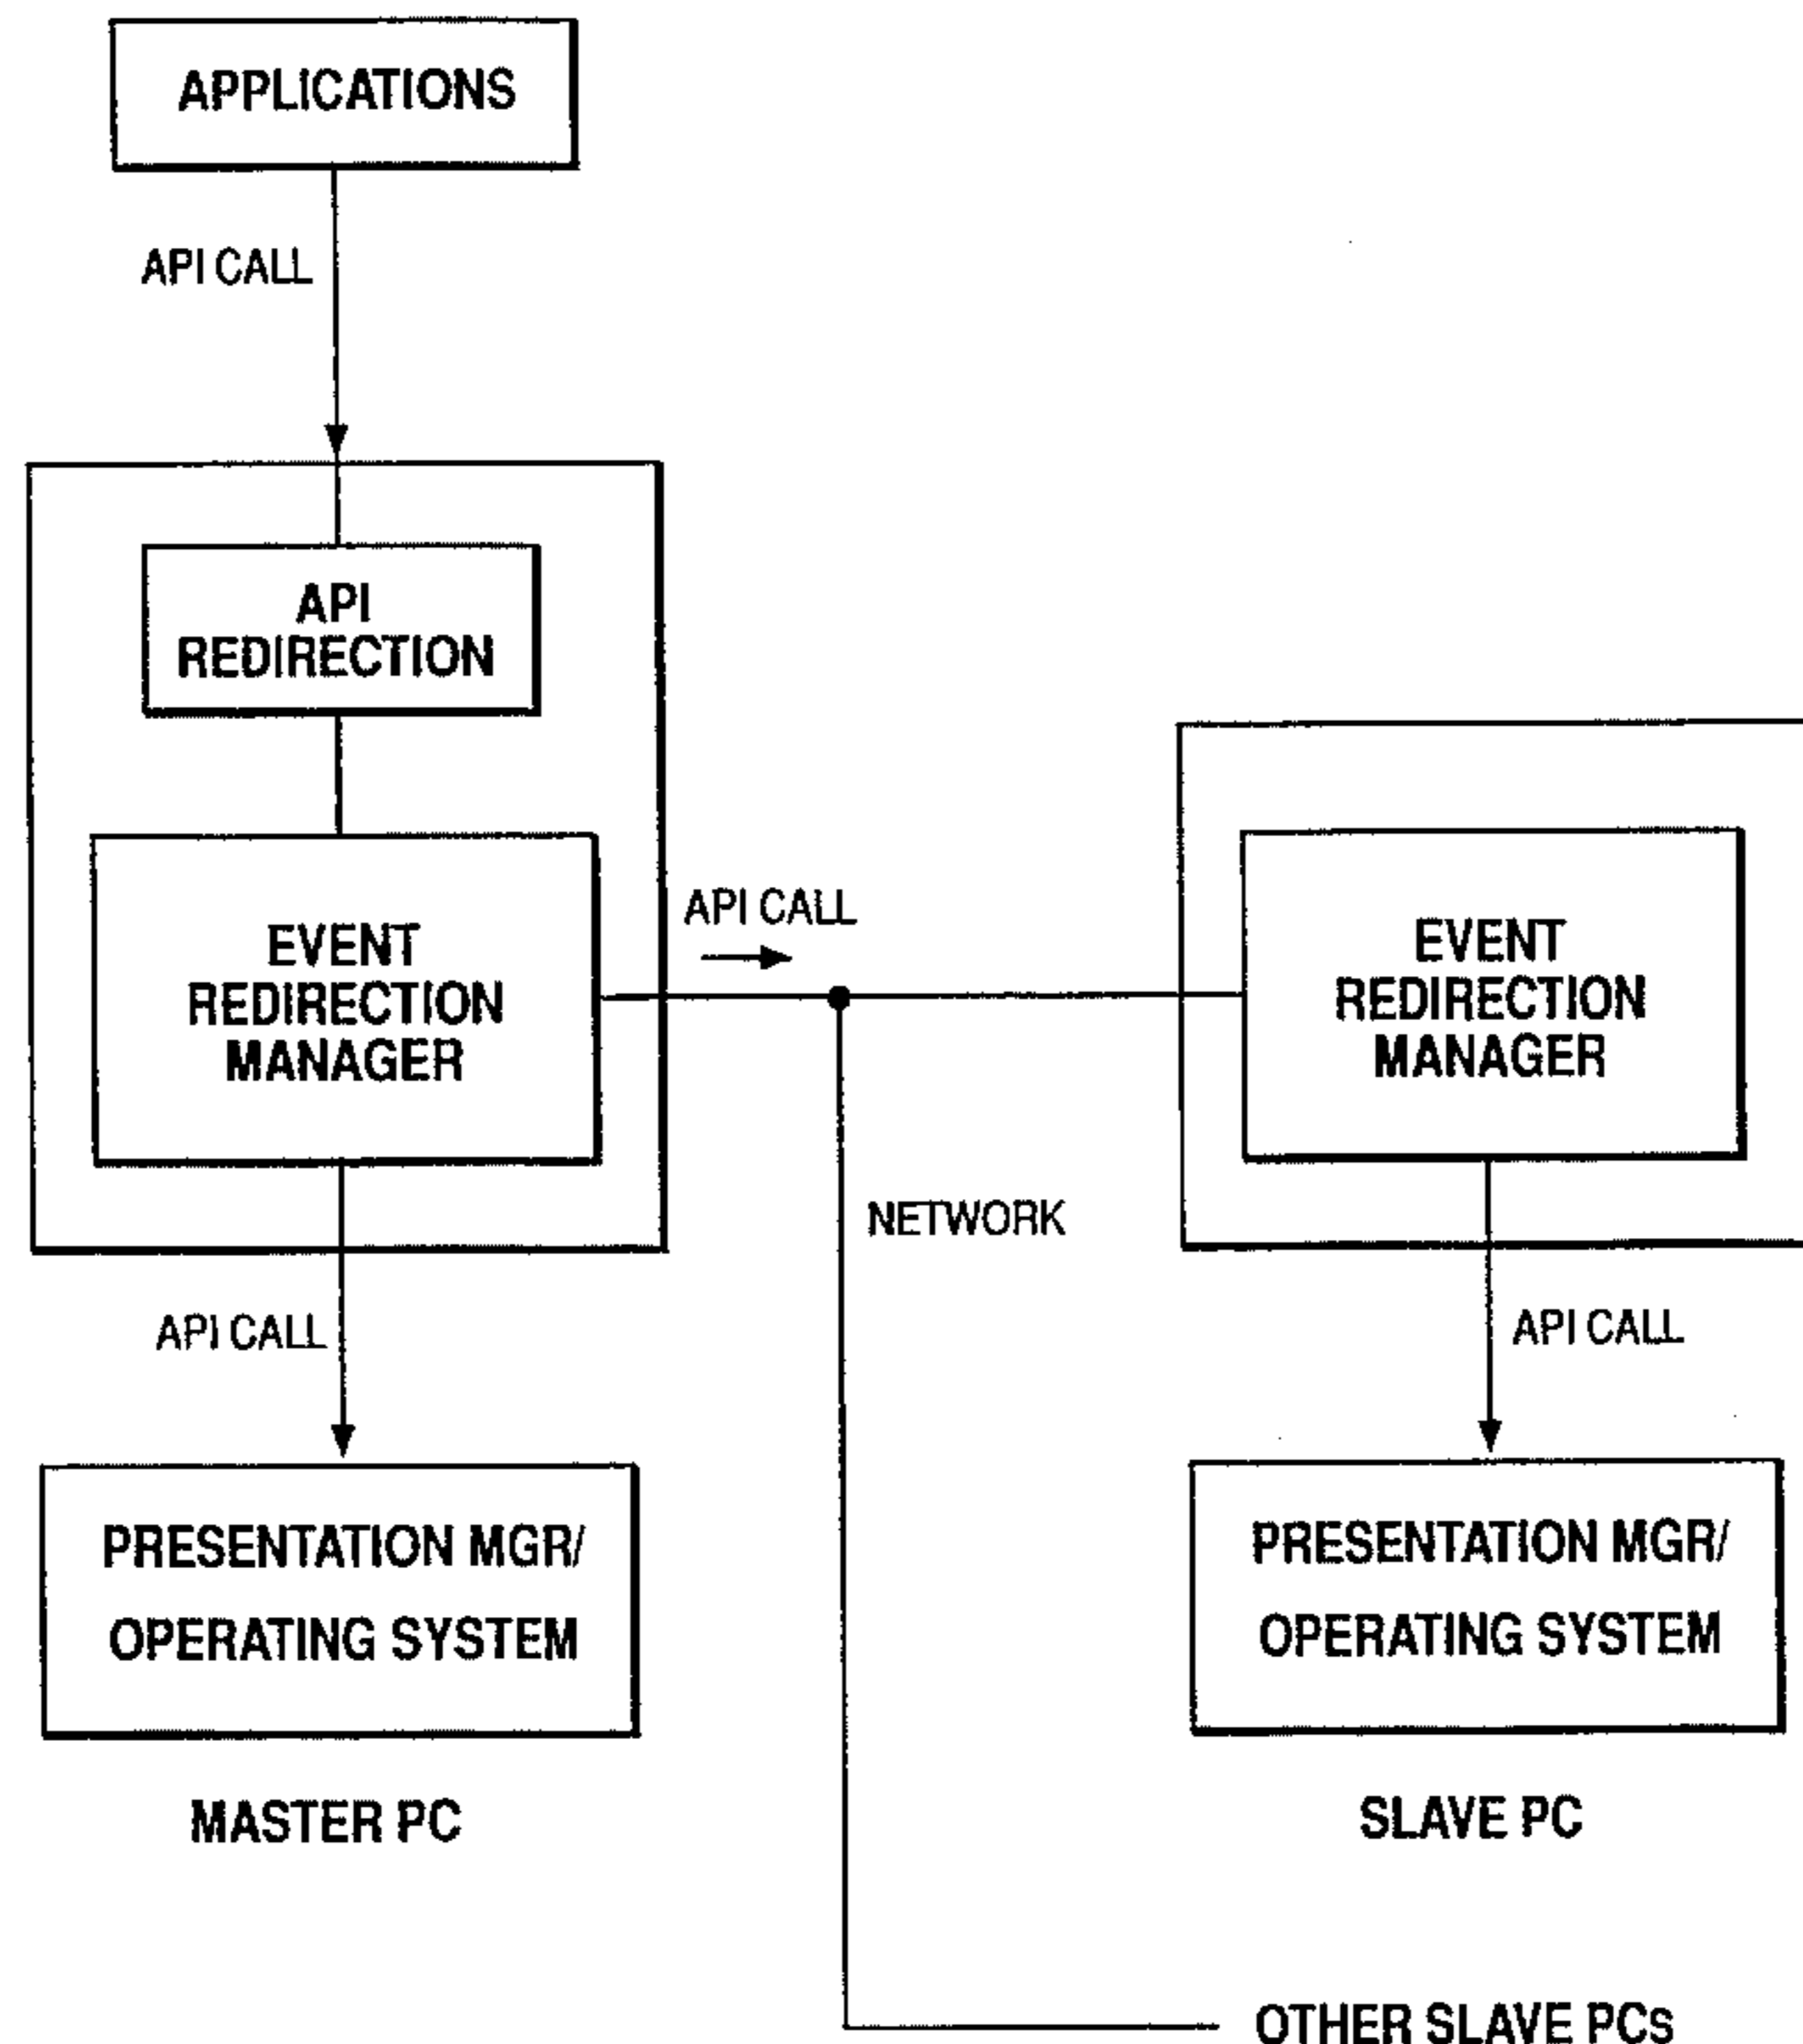 APPLICATIONS
API CALL
API
REDIRECTION
EVENT
REDIRECTION
MANAGER
API CALL
EVENT
REDIRECTION
MANAGER
NETWORK
API CALL
API CALL
PRESENTATION MGR/
OPERATING SYSTEM
PRESENTATION MGR/
OPERATING SYSTEM
MASTER PC
SLAVE PC
OTHER SLAVE PCs